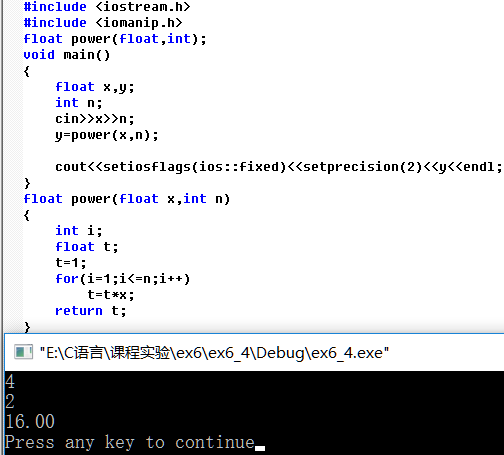 #include <iostream.h>
#include <iomanip.h>
float power(float,int);
void main()
{
    float x,y;
    int n;
    cin>>x>>n;
    y=power(x,n);
    cout<<setiosflags(ios::fixed)<<setprecision(2)<<y<<endl;
}
float power(float x,int n)
{
    int i;
    float t;
    t=1;
    for(i=1;i<=n;i++)
        t=t*x;
    return t;
}
"E:\C语言\课程实验\ex6\ex6_4\Debug\ex6_4.exe"
4
2
16.00
Press any key to continue